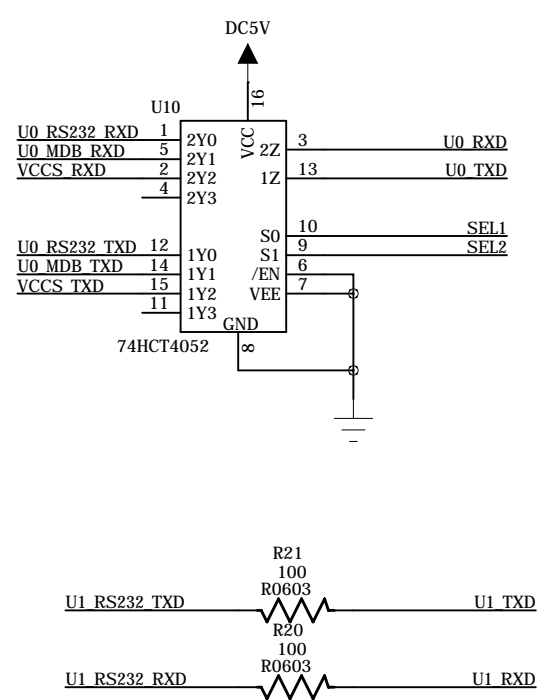 DC5V
16
U10
VCC
U0_RS232_RXD 1 2Y0
U0_MDB_RXD 5 2Y1
VCCS_RXD 2 2Y2
4 2Y3
2Z 3 U0_RXD
1Z 13 U0_TXD
S0 10 SEL1
S1 9 SEL2
/EN 6
VEE 7
U0_RS232_TXD 12 1Y0
U0_MDB_TXD 14 1Y1
VCCS_TXD 15 1Y2
11 1Y3
GND
8
74HCT4052
R21
100
R0603
U1_RS232_TXD U1_TXD
R20
100
R0603
U1_RS232_RXD U1_RXD